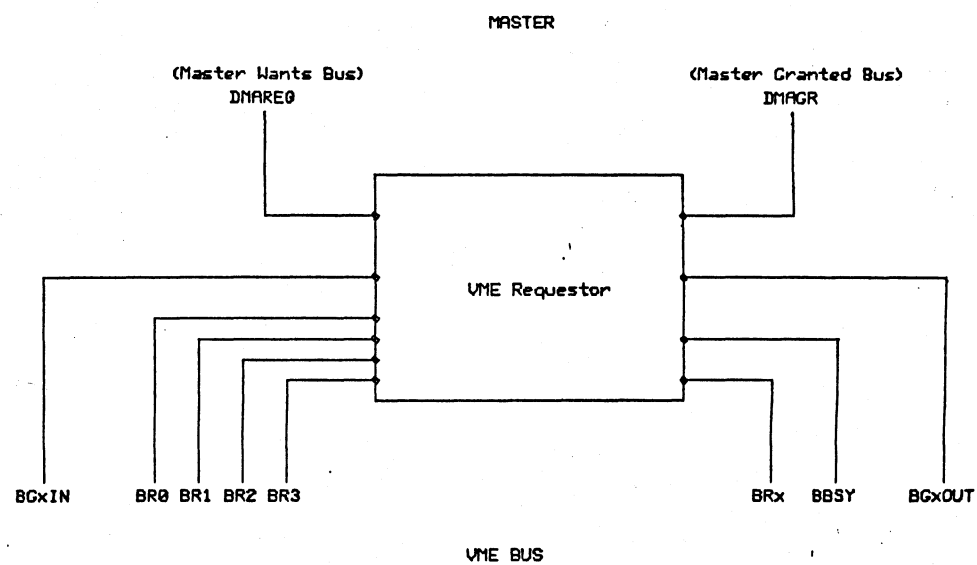 MASTER
(Master Wants Bus)
DMAREQ
(Master Granted Bus)
DMAGR
VME Requestor
BGxIN
BR0 BR1 BR2 BR3
BRx BBSY BGxOUT
VME BUS